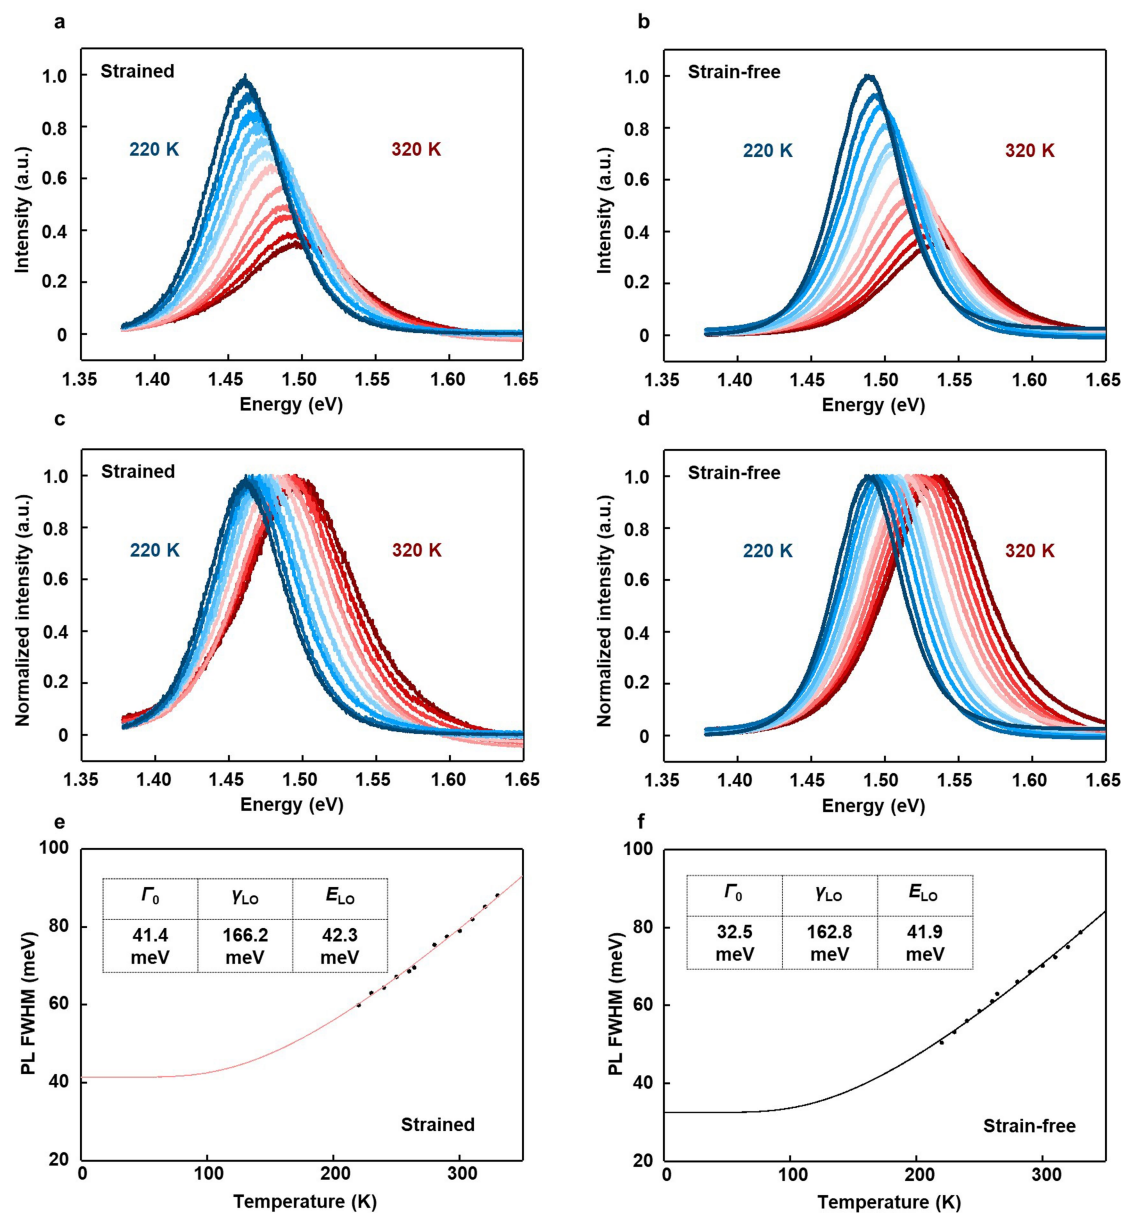 a
Strained
220 K
320 K
1.0
0.8
0.6
0.4
0.2
0
Intensity (a.u.)
1.35 1.40 1.45 1.50 1.55 1.60 1.65
Energy (eV)
b
Strain-free
220 K
320 K
1.0
0.8
0.6
0.4
0.2
0
Intensity (a.u.)
1.35 1.40 1.45 1.50 1.55 1.60 1.65
Energy (eV)
c
Strained
220 K
320 K
1.0
0.8
0.6
0.4
0.2
0
Normalized intensity (a.u.)
1.35 1.40 1.45 1.50 1.55 1.60 1.65
Energy (eV)
d
Strain-free
220 K
320 K
1.0
0.8
0.6
0.4
0.2
0
Normalized intensity (a.u.)
1.35 1.40 1.45 1.50 1.55 1.60 1.65
Energy (eV)
e
100
80
60
40
20
PL FWHM (meV)
Γ0 γLO ELO
41.4 166.2 42.3
meV meV meV
Strained
0 100 200 300
Temperature (K)
f
100
80
60
40
20
PL FWHM (meV)
Γ0 γLO ELO
32.5 162.8 41.9
meV meV meV
Strain-free
0 100 200 300
Temperature (K)